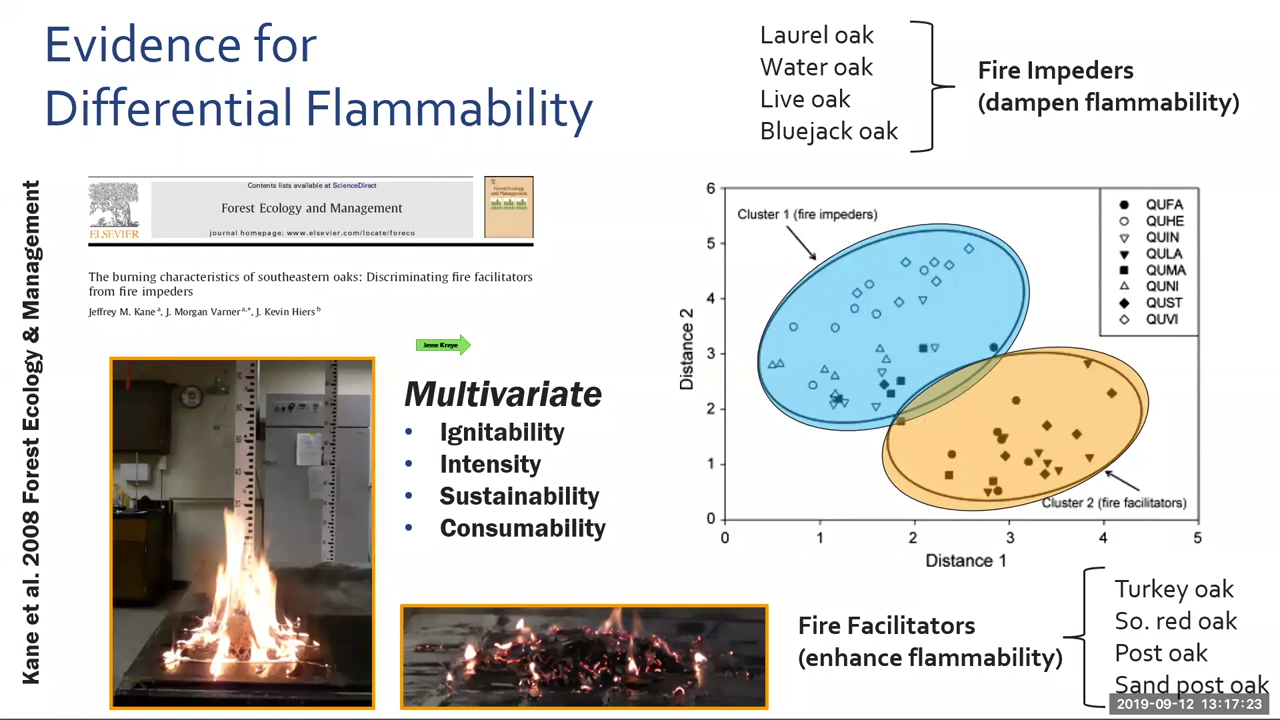 Evidence for
Differential Flammability
Laurel oak
Water oak
Live oak
Bluejack oak
Fire Impeders
(dampen flammability)
Kane et al. 2008 Forest Ecology & Management
Contents lists available at ScienceDirect
Forest Ecology and Management
journal homepage: www.elsevier.com/locate/foreco
ELSEVIER
Forest Ecology
and Management
The burning characteristics of southeastern oaks: Discriminating fire facilitators
from fire impeders
Jeffrey M. Kane a, J. Morgan Varner a,*, J. Kevin Hiers b
Jesse Kreye
Multivariate
• Ignitability
• Intensity
• Sustainability
• Consumability
Cluster 1 (fire impeders)
QUFA
QUHE
QUIN
QULA
QUMA
QUNI
QUST
QUVI
Distance 2
6
5
4
3
2
1
0
Cluster 2 (fire facilitators)
0 1 2 3 4 5
Distance 1
Fire Facilitators
(enhance flammability)
Turkey oak
So. red oak
Post oak
Sand post oak
2019-09-12 13:17:23